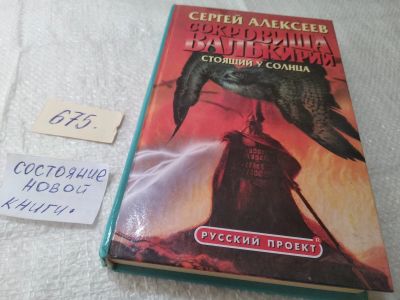 СЕРГЕЙ АЛЕКСЕЕВ
СОКРОВИЩА
ВАЛЬКИРИИ
СТОЯЩИЙ У СОЛНЦА
РУССКИЙ ПРОЕКТ
675.
СОСТОЯНИЕ
НОВОЙ
КНИГИ.